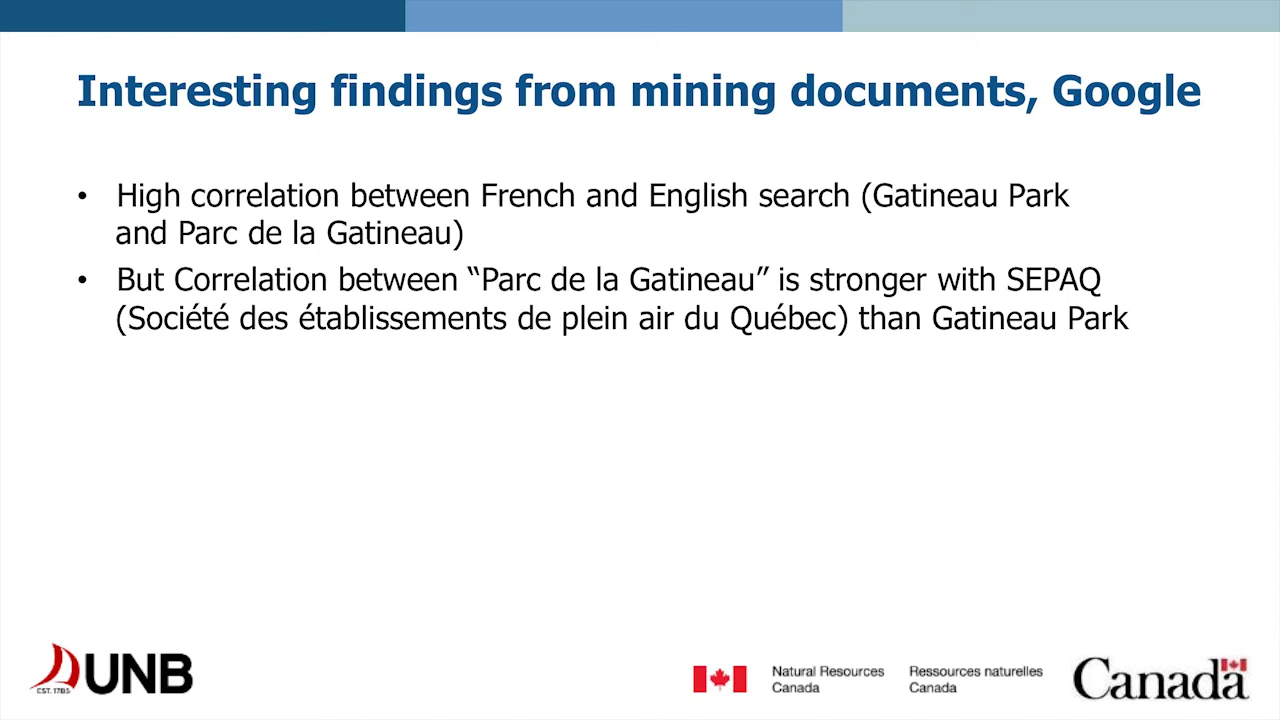 Interesting findings from mining documents, Google
• High correlation between French and English search (Gatineau Park
and Parc de la Gatineau)
• But Correlation between “Parc de la Gatineau” is stronger with SEPAQ
(Société des établissements de plein air du Québec) than Gatineau Park
EST. 1785 UNB
Natural Resources
Canada
Ressources naturelles
Canada
Canada